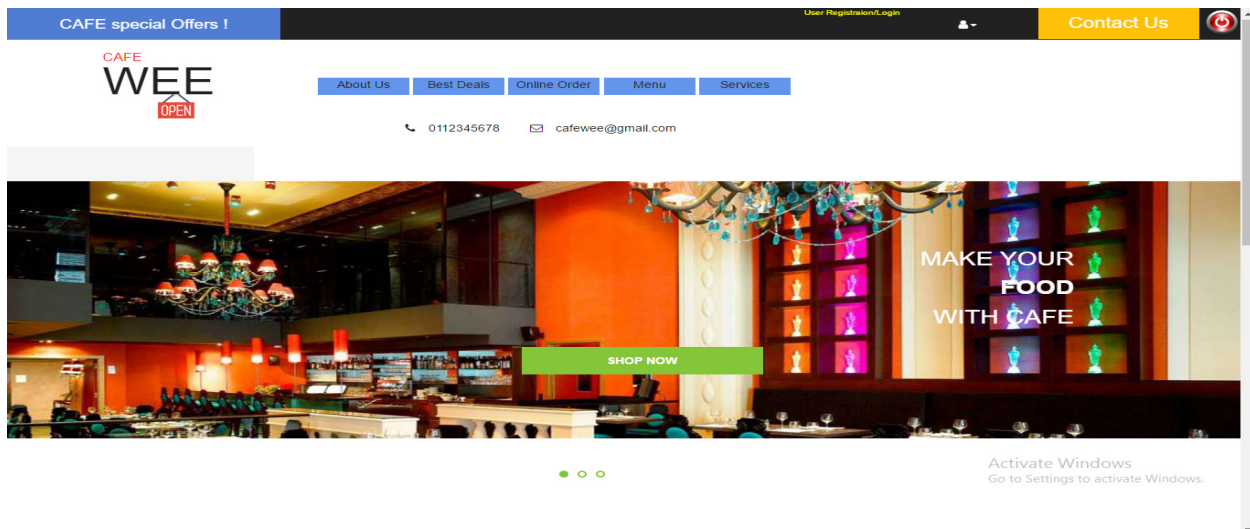 CAFE special Offers !
User Registraion/Login
Contact Us
CAFE
WEE
OPEN
About Us Best Deals Online Order Menu Services
0112345678 cafewee@gmail.com
MAKE YOUR
FOOD
WITH CAFE
SHOP NOW
Activate Windows
Go to Settings to activate Windows.